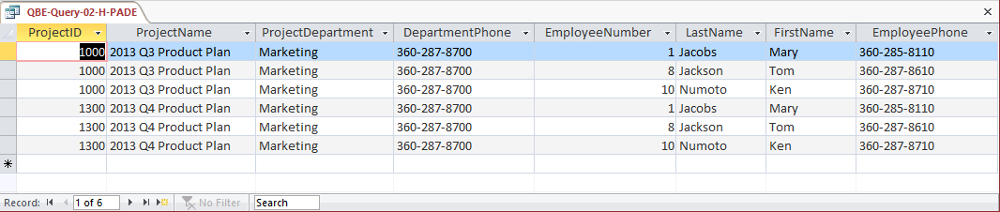 QBE-Query-02-H-PADE
ProjectID ProjectName ProjectDepartment DepartmentPhone EmployeeNumber LastName FirstName EmployeePhone
1000 2013 Q3 Product Plan Marketing 360-287-8700 1 Jacobs Mary 360-285-8110
1000 2013 Q3 Product Plan Marketing 360-287-8700 8 Jackson Tom 360-287-8610
1000 2013 Q3 Product Plan Marketing 360-287-8700 10 Numoto Ken 360-287-8710
1300 2013 Q4 Product Plan Marketing 360-287-8700 1 Jacobs Mary 360-285-8110
1300 2013 Q4 Product Plan Marketing 360-287-8700 8 Jackson Tom 360-287-8610
1300 2013 Q4 Product Plan Marketing 360-287-8700 10 Numoto Ken 360-287-8710
Record: 1 of 6 No Filter Search